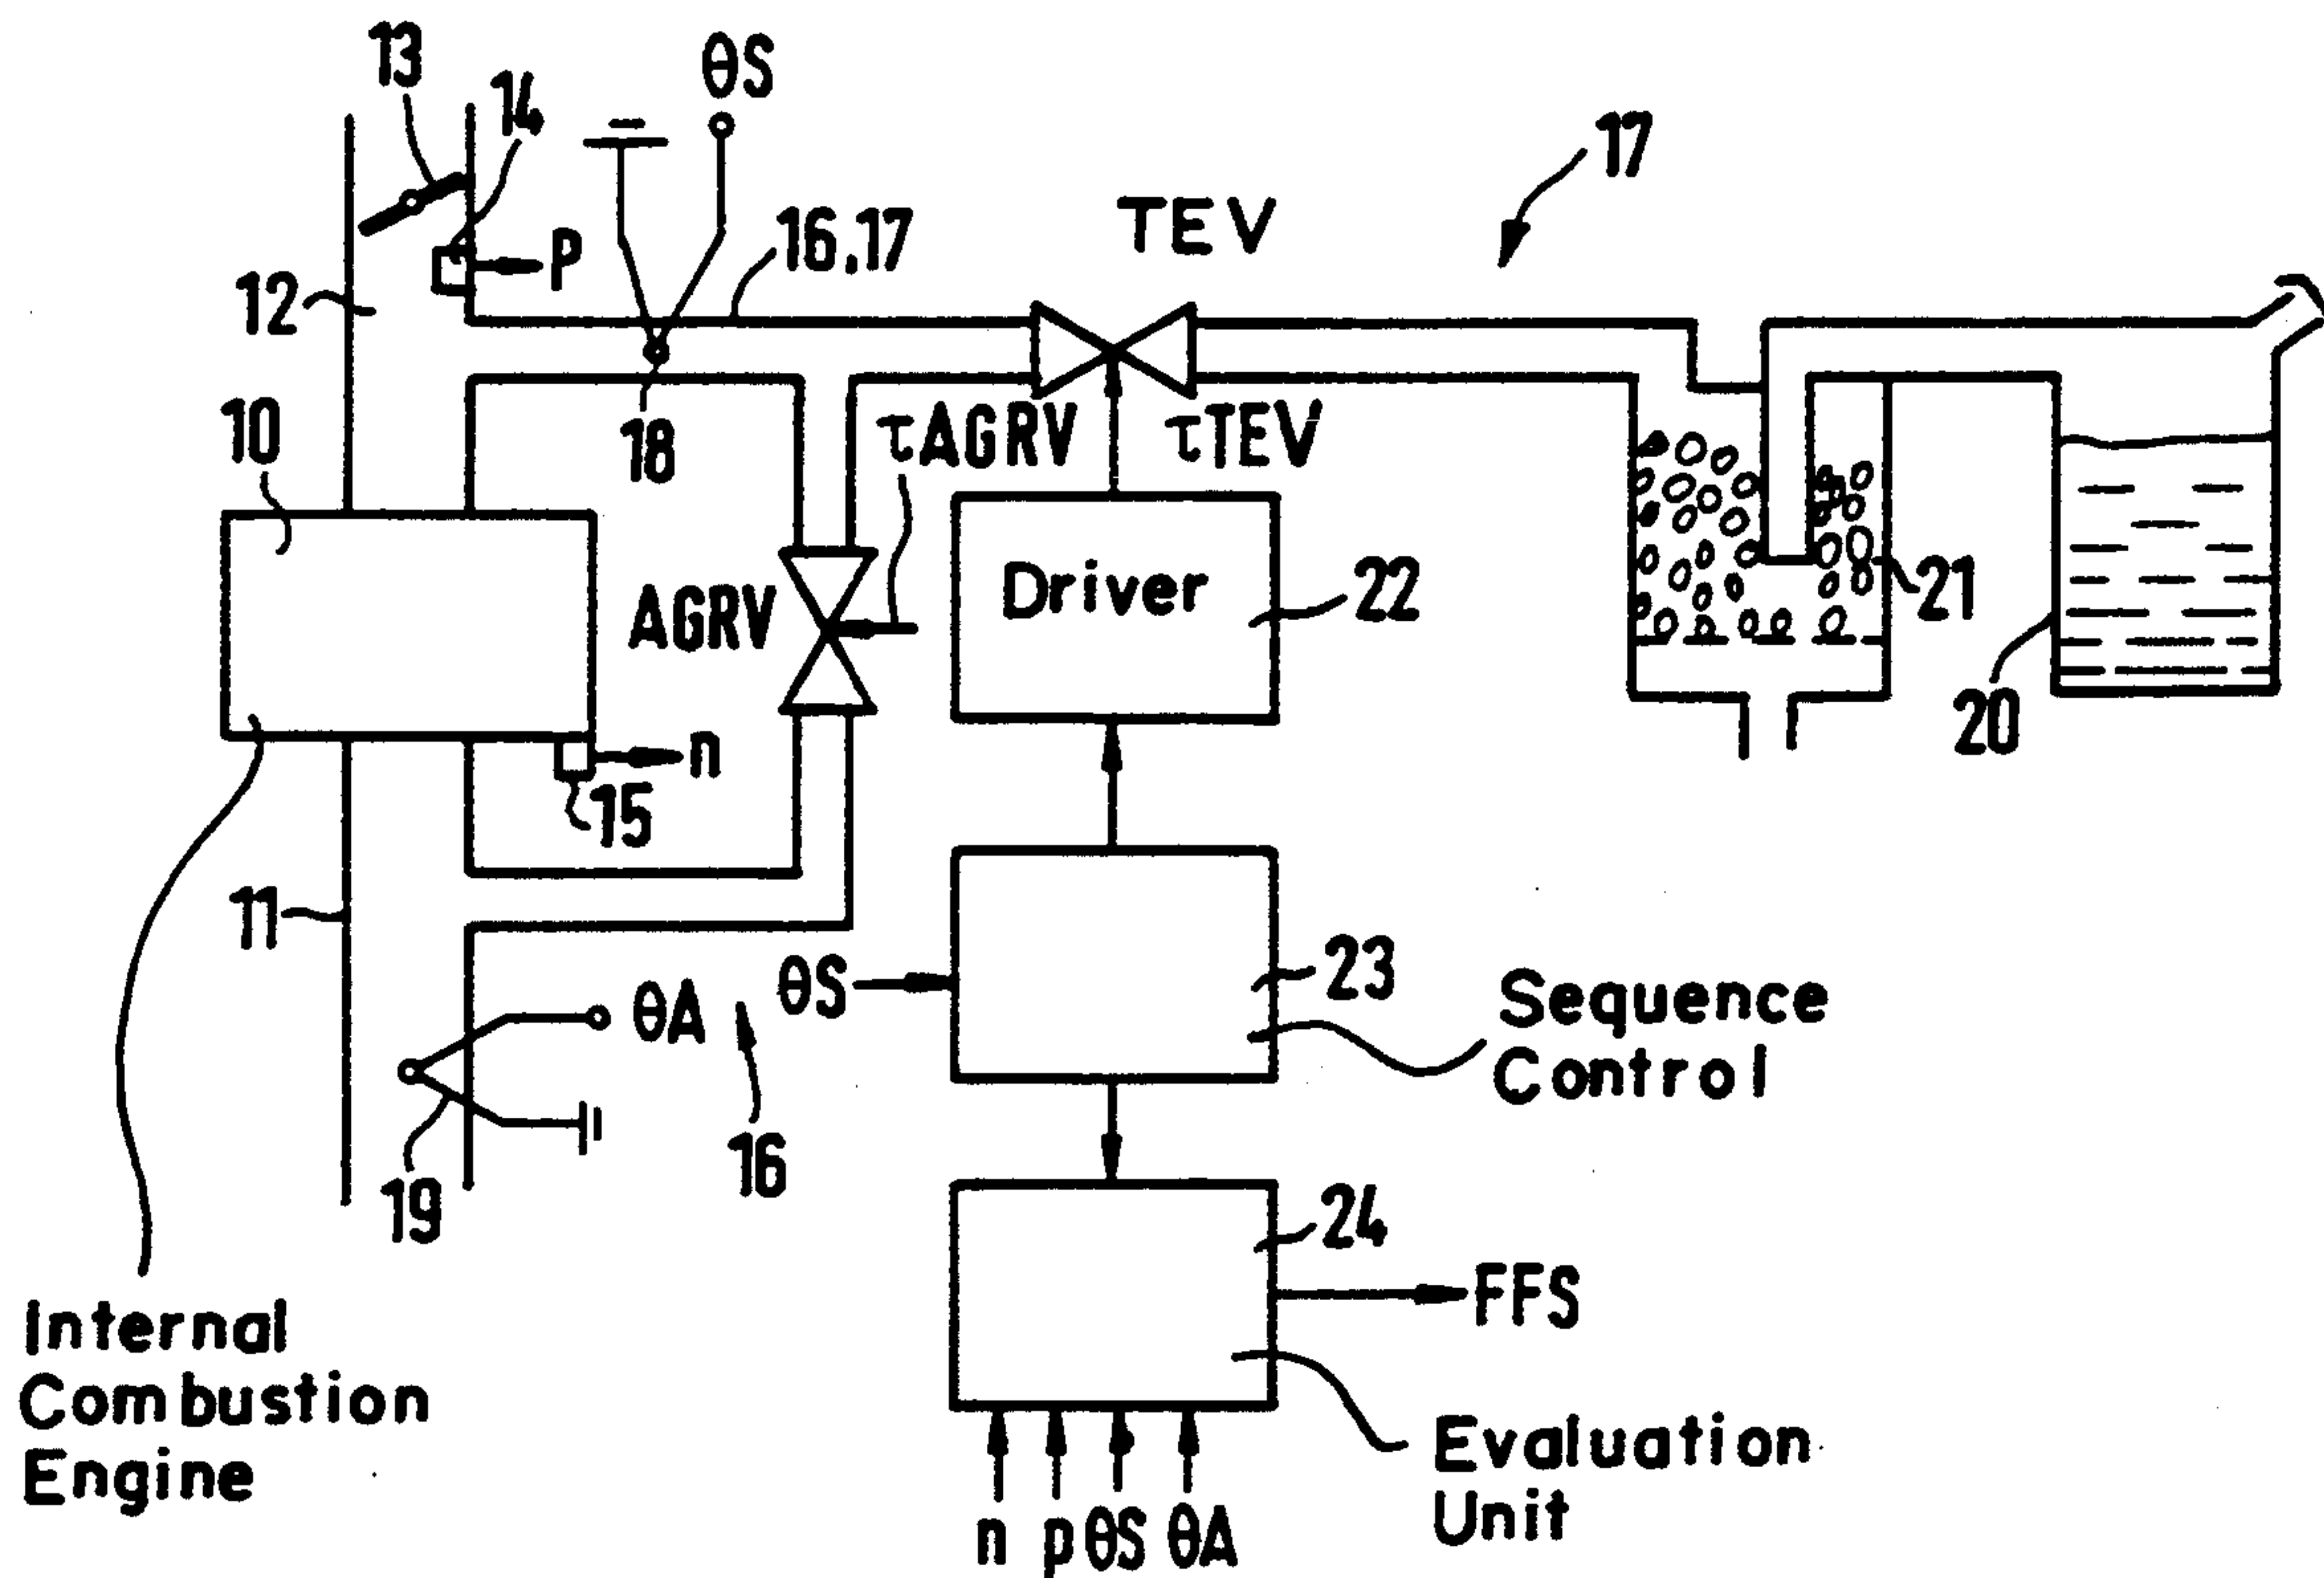 13
14
θS
17
P
16,17
TEV
12
10
18
τAGRV
τTEV
Driver
22
21
AGRV
20
n
15
11
23
θS
θA
Sequence
Control
16
19
24
FFS
Internal
Combustion
Engine
Evaluation
Unit
n p θS θA